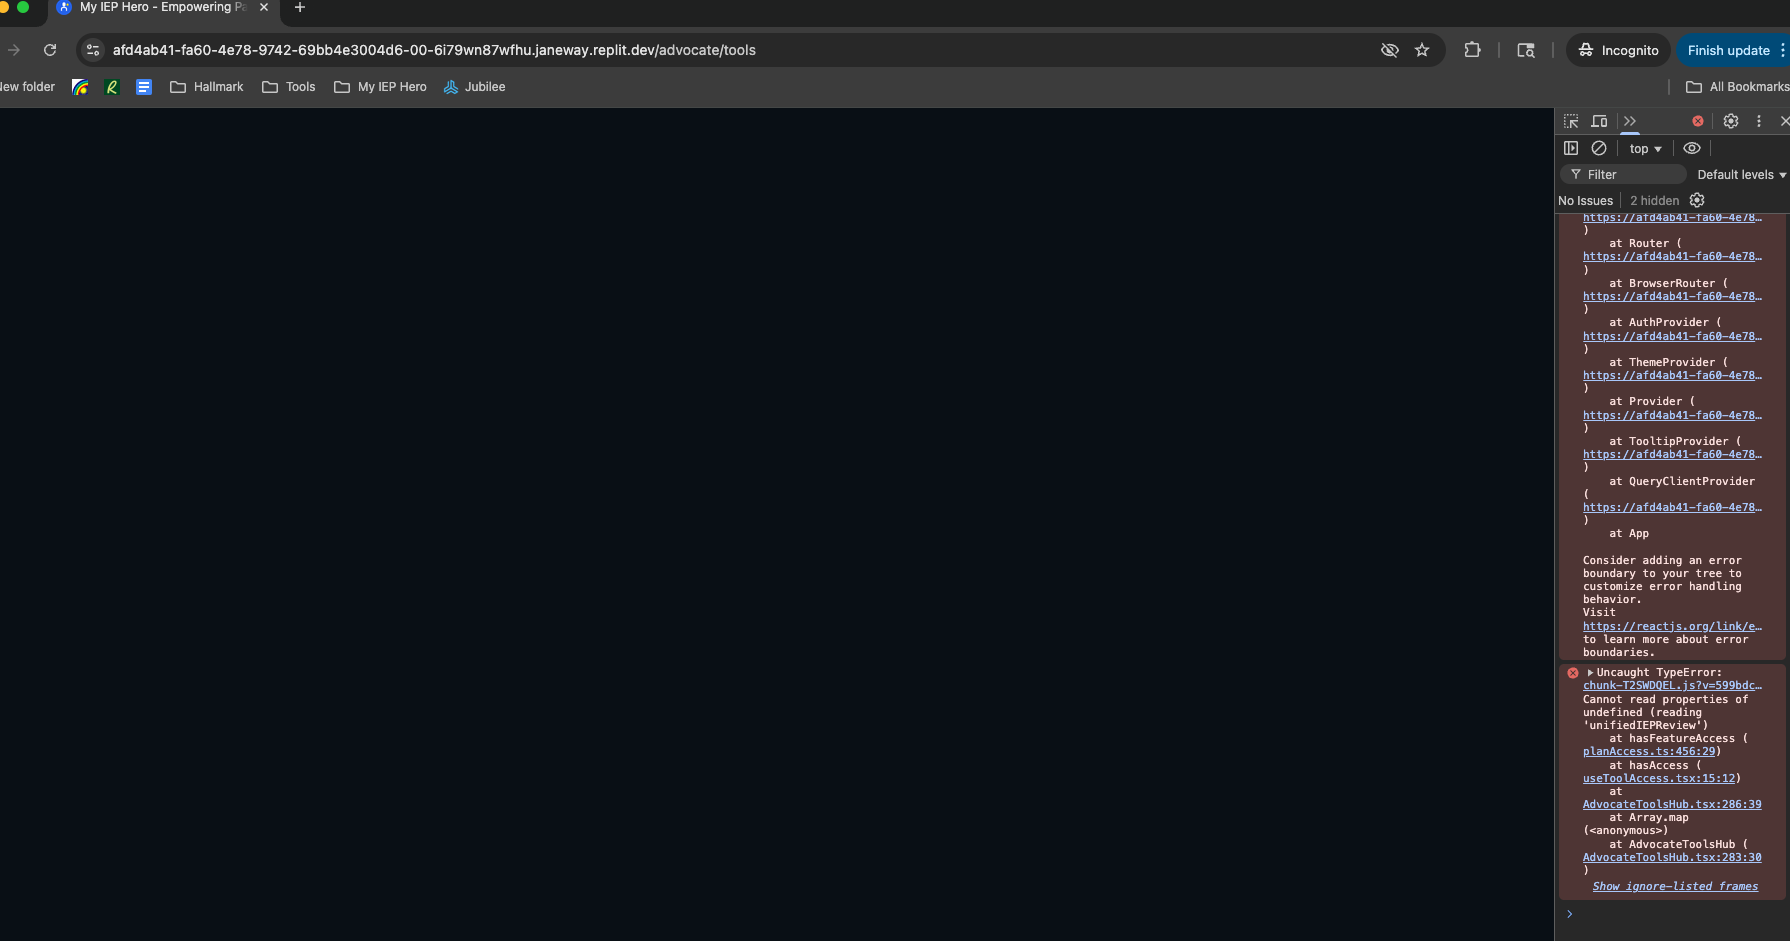 My IEP Hero - Empowering Pa
afd4ab41-fa60-4e78-9742-69bb4e3004d6-00-6i79wn87wfhu.janeway.replit.dev/advocate/tools
Incognito
Finish update
New folder
Hallmark
Tools
My IEP Hero
Jubilee
All Bookmarks
top
Filter
Default levels
No Issues
2 hidden
https://afd4ab41-fa60-4e78…
)
at Router (
https://afd4ab41-fa60-4e78…
)
at BrowserRouter (
https://afd4ab41-fa60-4e78…
)
at AuthProvider (
https://afd4ab41-fa60-4e78…
)
at ThemeProvider (
https://afd4ab41-fa60-4e78…
)
at Provider (
https://afd4ab41-fa60-4e78…
)
at TooltipProvider (
https://afd4ab41-fa60-4e78…
)
at QueryClientProvider
(
https://afd4ab41-fa60-4e78…
)
at App
Consider adding an error
boundary to your tree to
customize error handling
behavior.
Visit
https://reactjs.org/link/e…
to learn more about error
boundaries.
Uncaught TypeError:
chunk-T2SWDQEL.js?v=599bdc…
Cannot read properties of
undefined (reading
'unifiedIEPReview')
at hasFeatureAccess (
planAccess.ts:456:29)
at hasAccess (
useToolAccess.tsx:15:12)
at
AdvocateToolsHub.tsx:286:39
at Array.map
(<anonymous>)
at AdvocateToolsHub (
AdvocateToolsHub.tsx:283:30
)
Show ignore-listed frames